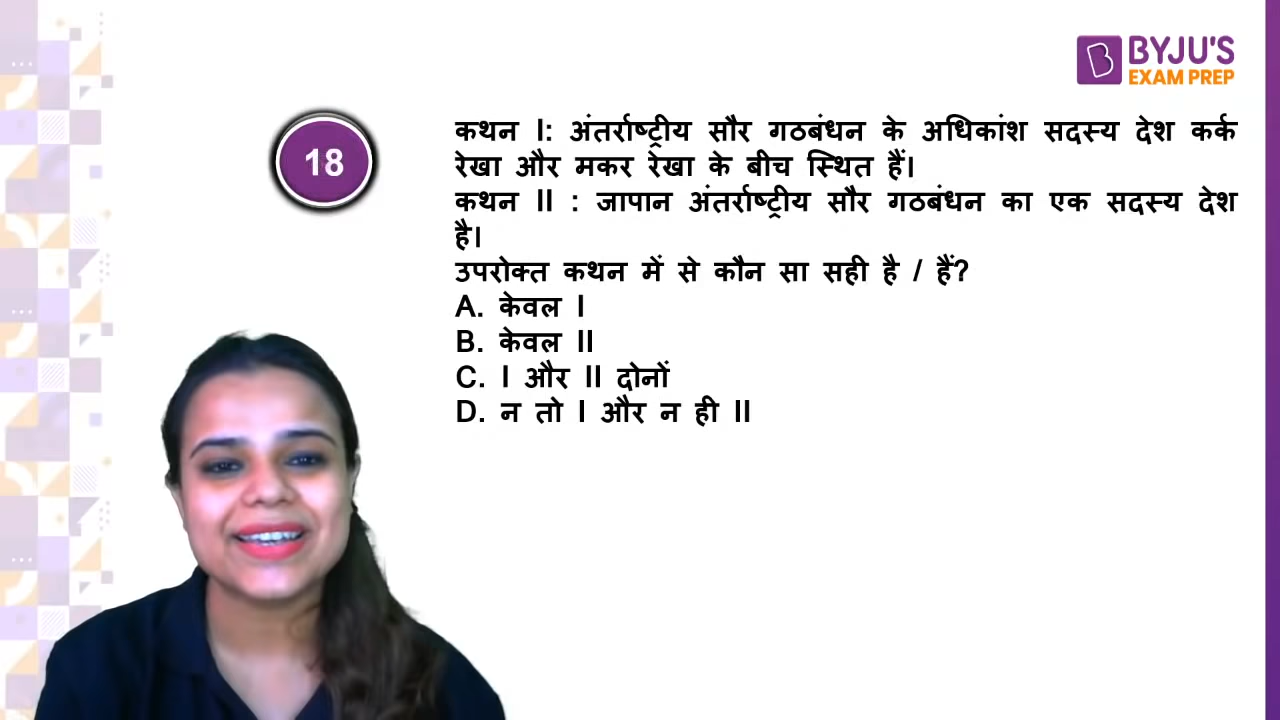 BYJU'S
EXAM PREP
18
कथन I: अंतर्राष्ट्रीय सौर गठबंधन के अधिकांश सदस्य देश कर्क
रेखा और मकर रेखा के बीच स्थित हैं।
कथन II : जापान अंतर्राष्ट्रीय सौर गठबंधन का एक सदस्य देश
है।
उपरोक्त कथन में से कौन सा सही है / हैं?
A. केवल I
B. केवल II
C. I और II दोनों
D. न तो I और न ही II